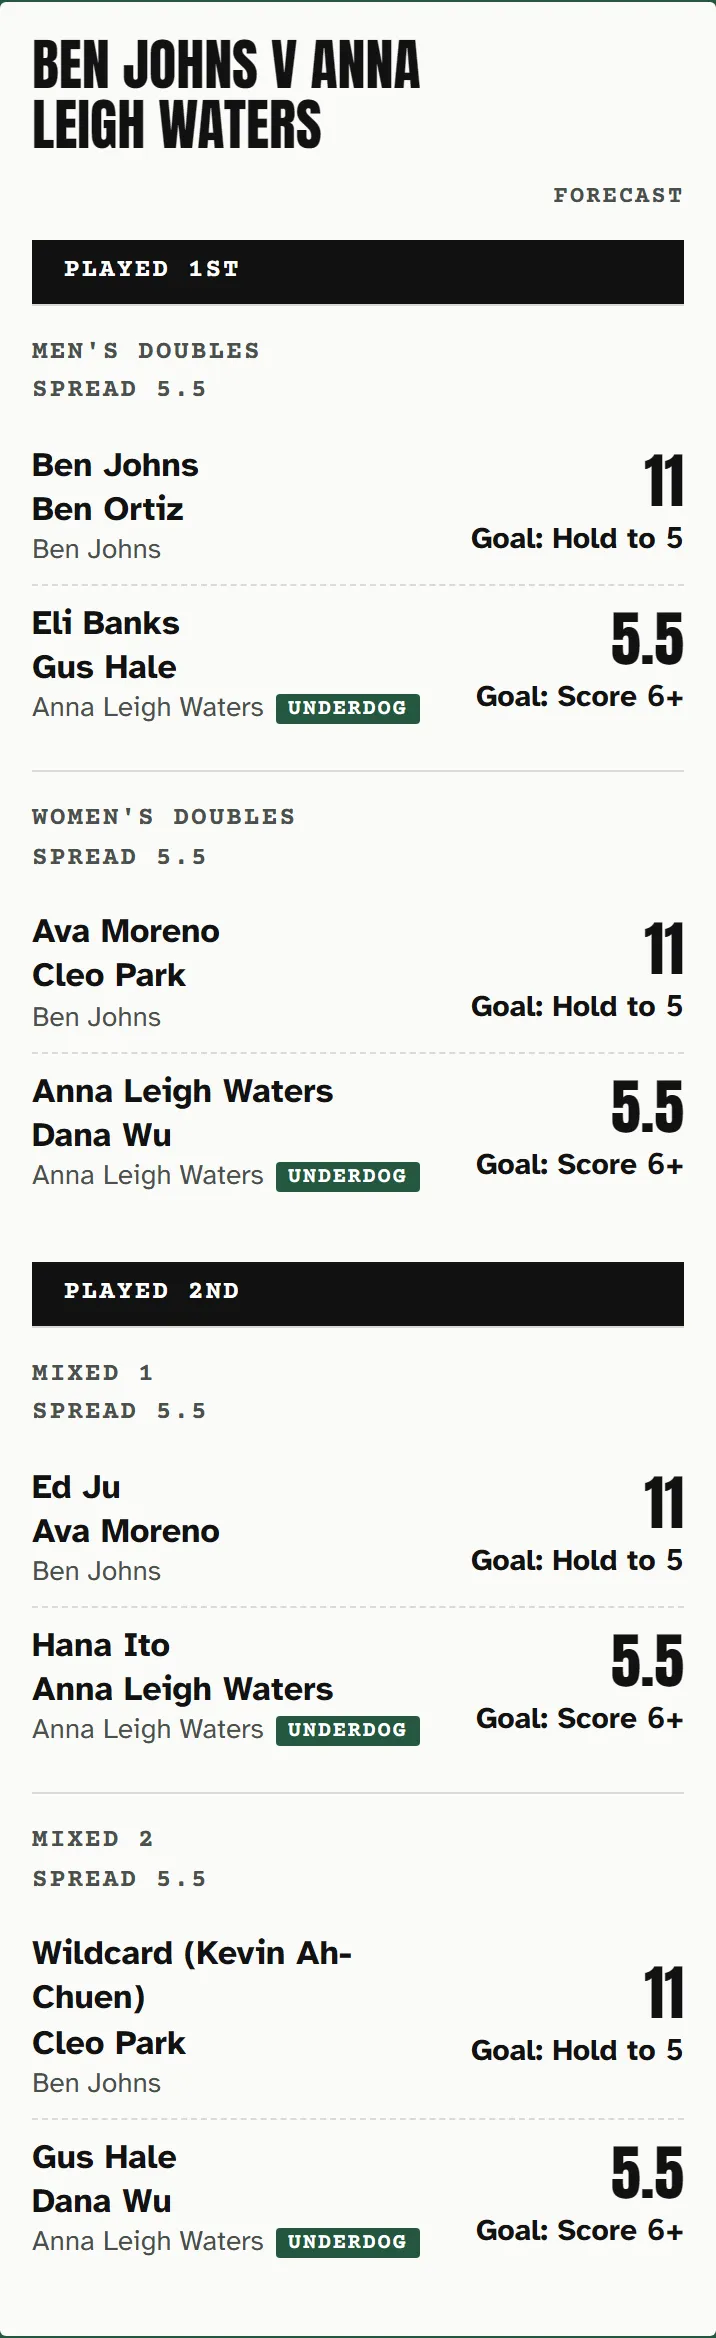 BEN JOHNS V ANNA
LEIGH WATERS
FORECAST
PLAYED 1ST
MEN'S DOUBLES
SPREAD 5.5
Ben Johns
Ben Ortiz
Ben Johns
11
Goal: Hold to 5
Eli Banks
Gus Hale
Anna Leigh Waters UNDERDOG
5.5
Goal: Score 6+
WOMEN'S DOUBLES
SPREAD 5.5
Ava Moreno
Cleo Park
Ben Johns
11
Goal: Hold to 5
Anna Leigh Waters
Dana Wu
Anna Leigh Waters UNDERDOG
5.5
Goal: Score 6+
PLAYED 2ND
MIXED 1
SPREAD 5.5
Ed Ju
Ava Moreno
Ben Johns
11
Goal: Hold to 5
Hana Ito
Anna Leigh Waters
Anna Leigh Waters UNDERDOG
5.5
Goal: Score 6+
MIXED 2
SPREAD 5.5
Wildcard (Kevin Ah-
Chuen)
Cleo Park
Ben Johns
11
Goal: Hold to 5
Gus Hale
Dana Wu
Anna Leigh Waters UNDERDOG
5.5
Goal: Score 6+